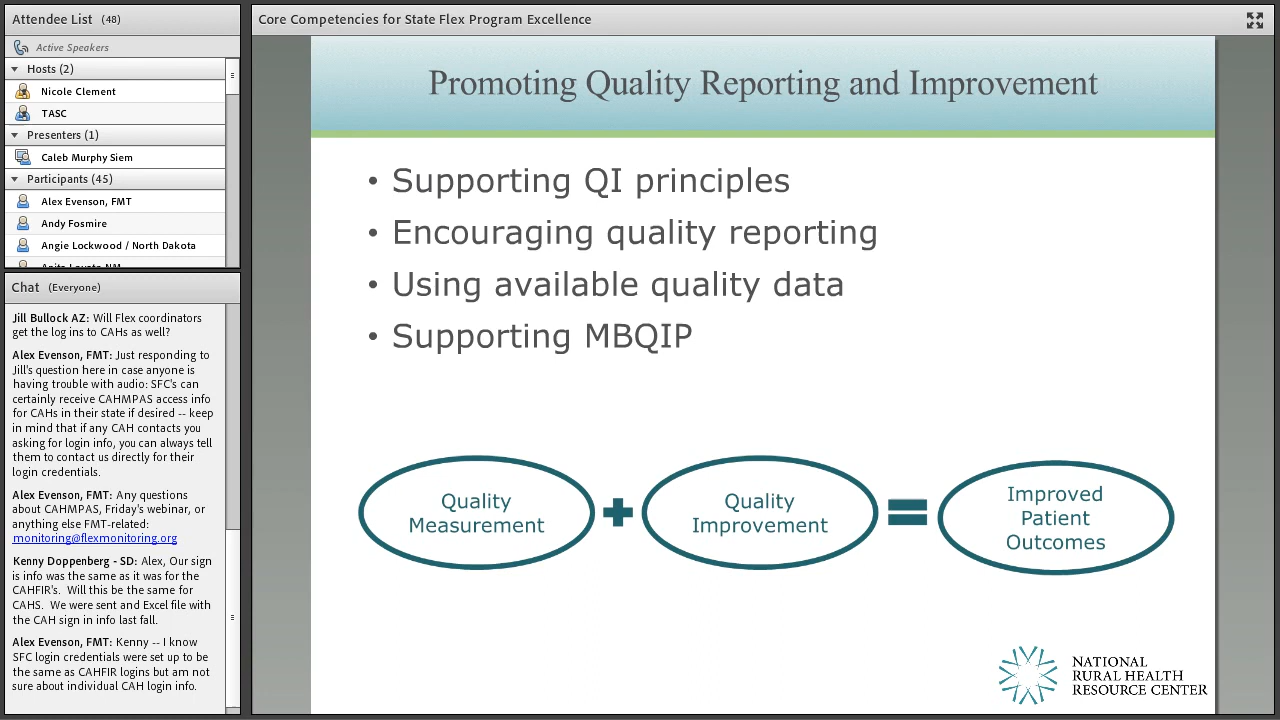 Attendee List (48)
Active Speakers
Hosts (2)
Nicole Clement
TASC
Presenters (1)
Caleb Murphy Siem
Participants (45)
Alex Evenson, FMT
Andy Fosmire
Angie Lockwood / North Dakota
Chat (Everyone)
Jill Bullock AZ: Will Flex coordinators
get the log ins to CAHs as well?
Alex Evenson, FMT: Just responding to
Jill's question here in case anyone is
having trouble with audio: SFC's can
certainly receive CAHMPAS access info
for CAHs in their state if desired -- keep
in mind that if any CAH contacts you
asking for login info, you can always tell
them to contact us directly for their
login credentials.
Alex Evenson, FMT: Any questions
about CAHMPAS, Friday's webinar, or
anything else FMT-related:
monitoring@flexmonitoring.org
Kenny Doppenberg - SD: Alex, Our sign
is info was the same as it was for the
CAHFIR's. Will this be the same for
CAHS. We were sent and Excel file with
the CAH sign in info last fall.
Alex Evenson, FMT: Kenny -- I know
SFC login credentials were set up to be
the same as CAHFIR logins but am not
sure about individual CAH login info.
Core Competencies for State Flex Program Excellence
Promoting Quality Reporting and Improvement
• Supporting QI principles
• Encouraging quality reporting
• Using available quality data
• Supporting MBQIP
Quality
Measurement
Quality
Improvement
Improved
Patient
Outcomes
NATIONAL
RURAL HEALTH
RESOURCE CENTER